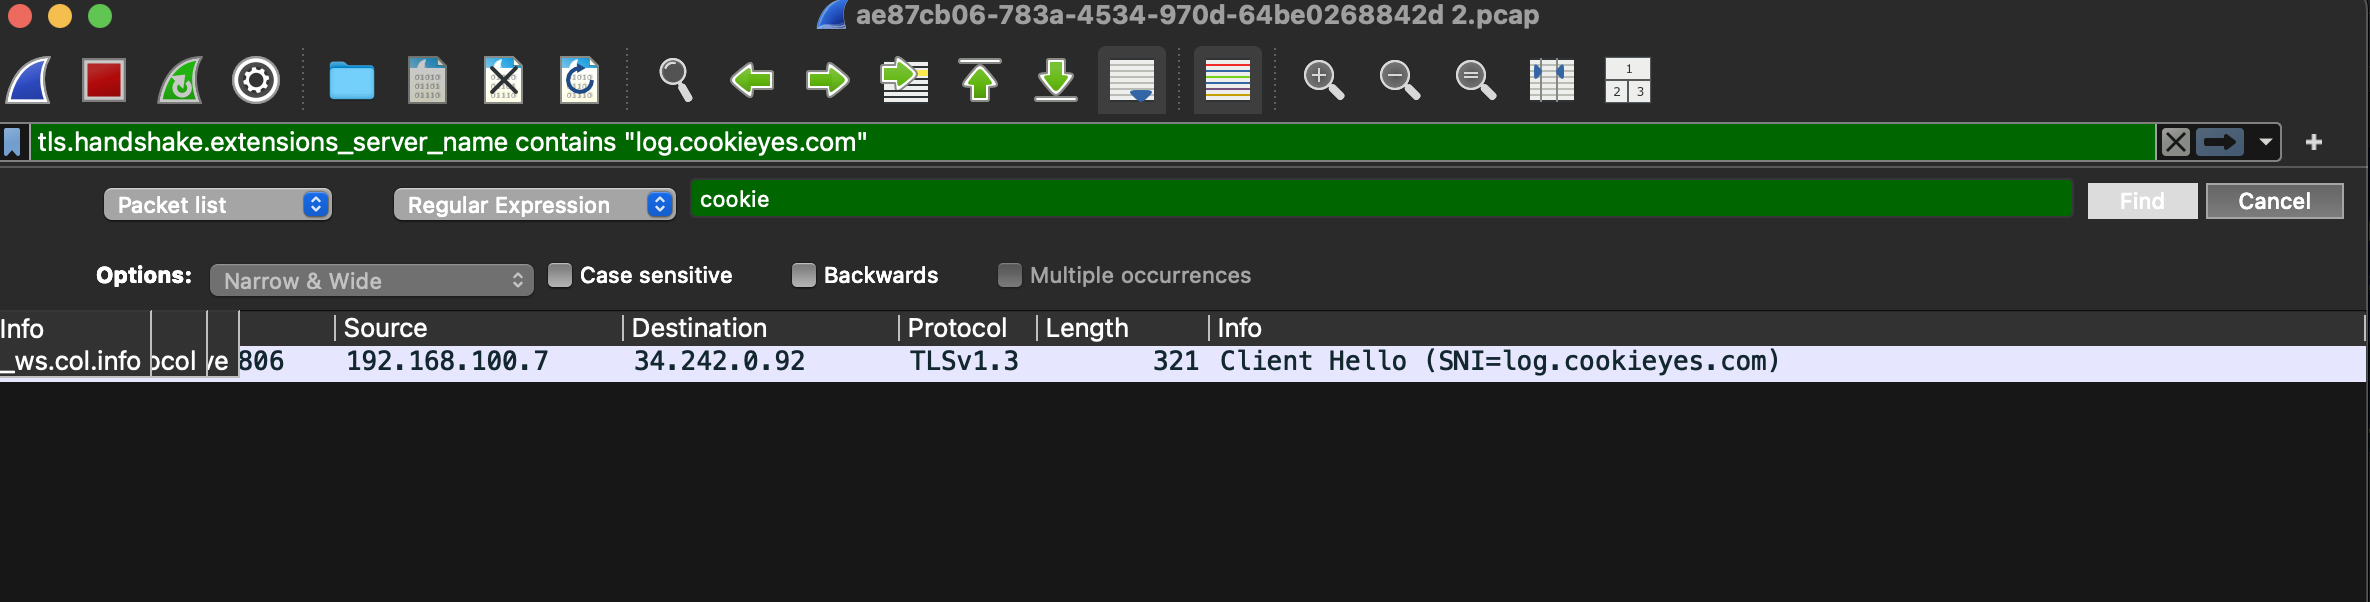 ae87cb06-783a-4534-970d-64be0268842d 2.pcap
tls.handshake.extensions_server_name contains "log.cookieyes.com"
Packet list Regular Expression cookie Find Cancel
Options: Narrow & Wide Case sensitive Backwards Multiple occurrences
Info Source Destination Protocol Length Info
_ws.col.info ocol ve 806 192.168.100.7 34.242.0.92 TLSv1.3 321 Client Hello (SNI=log.cookieyes.com)